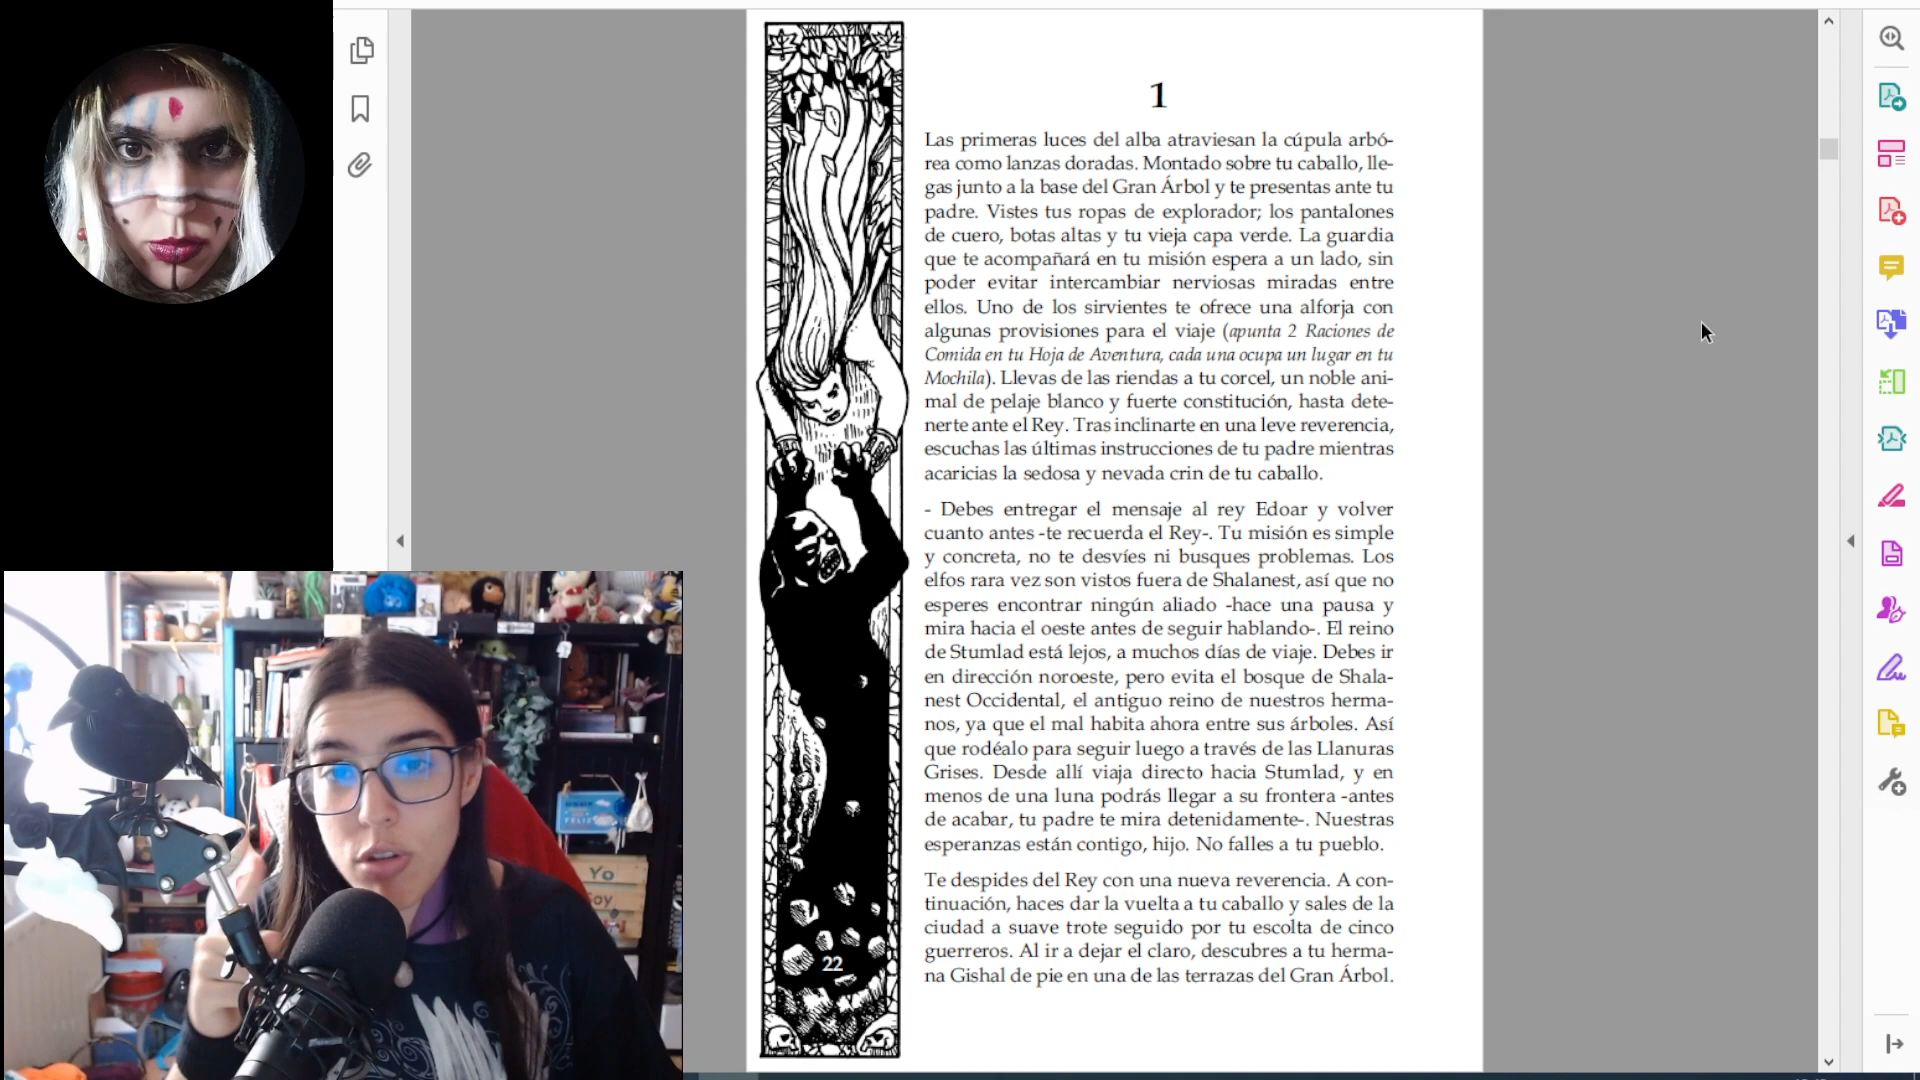 1
Las primeras luces del alba atraviesan la cúpula arbó-
rea como lanzas doradas. Montado sobre tu caballo, lle-
gas junto a la base del Gran Árbol y te presentas ante tu
padre. Vistes tus ropas de explorador; los pantalones
de cuero, botas altas y tu vieja capa verde. La guardia
que te acompañará en tu misión espera a un lado, sin
poder evitar intercambiar nerviosas miradas entre
ellos. Uno de los sirvientes te ofrece una alforja con
algunas provisiones para el viaje (apunta 2 Raciones de
Comida en tu Hoja de Aventura, cada una ocupa un lugar en tu
Mochila). Llevas de las riendas a tu corcel, un noble ani-
mal de pelaje blanco y fuerte constitución, hasta dete-
nerte ante el Rey. Tras inclinarte en una leve reverencia,
escuchas las últimas instrucciones de tu padre mientras
acaricias la sedosa y nevada crin de tu caballo.
- Debes entregar el mensaje al rey Edoar y volver
cuanto antes -te recuerda el Rey-. Tu misión es simple
y concreta, no te desvíes ni busques problemas. Los
elfos rara vez son vistos fuera de Shalanest, así que no
esperes encontrar ningún aliado -hace una pausa y
mira hacia el oeste antes de seguir hablando-. El reino
de Stumlad está lejos, a muchos días de viaje. Debes ir
en dirección noroeste, pero evita el bosque de Shala-
nest Occidental, el antiguo reino de nuestros herma-
nos, ya que el mal habita ahora entre sus árboles. Así
que rodéalo para seguir luego a través de las Llanuras
Grises. Desde allí viaja directo hacia Stumlad, y en
menos de una luna podrás llegar a su frontera -antes
de acabar, tu padre te mira detenidamente-. Nuestras
esperanzas están contigo, hijo. No falles a tu pueblo.
Te despides del Rey con una nueva reverencia. A con-
tinuación, haces dar la vuelta a tu caballo y sales de la
ciudad a suave trote seguido por tu escolta de cinco
guerreros. Al ir a dejar el claro, descubres a tu herma-
na Gishal de pie en una de las terrazas del Gran Árbol.
22
Yo
Soy